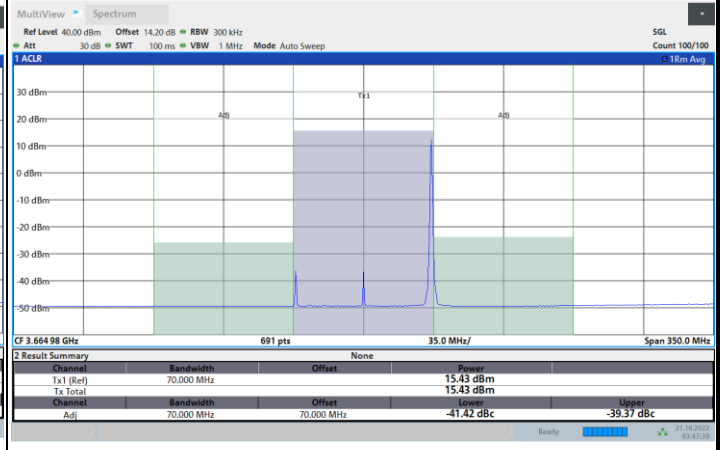 MultiView Spectrum
Ref Level 40.00 dBm Offset 14.20 dB RBW 300 kHz SGL
Att 30 dB SWT 100 ms VBW 1 MHz Mode Auto Sweep Count 100/100
1 ACLR 1Rm Avg
30 dBm
Tx1
20 dBm
Adj Adj
10 dBm
0 dBm
-10 dBm
-20 dBm
-30 dBm
-40 dBm
-50 dBm
CF 3.664 98 GHz 691 pts 35.0 MHz/ Span 350.0 MHz
2 Result Summary None
Channel Bandwidth Offset Power
Tx1 (Ref) 70.000 MHz 15.43 dBm
Tx Total 15.43 dBm
Channel Bandwidth Offset Lower Upper
Adj 70.000 MHz 70.000 MHz -41.42 dBc -39.37 dBc
Ready 21.10.2022
03:47:39